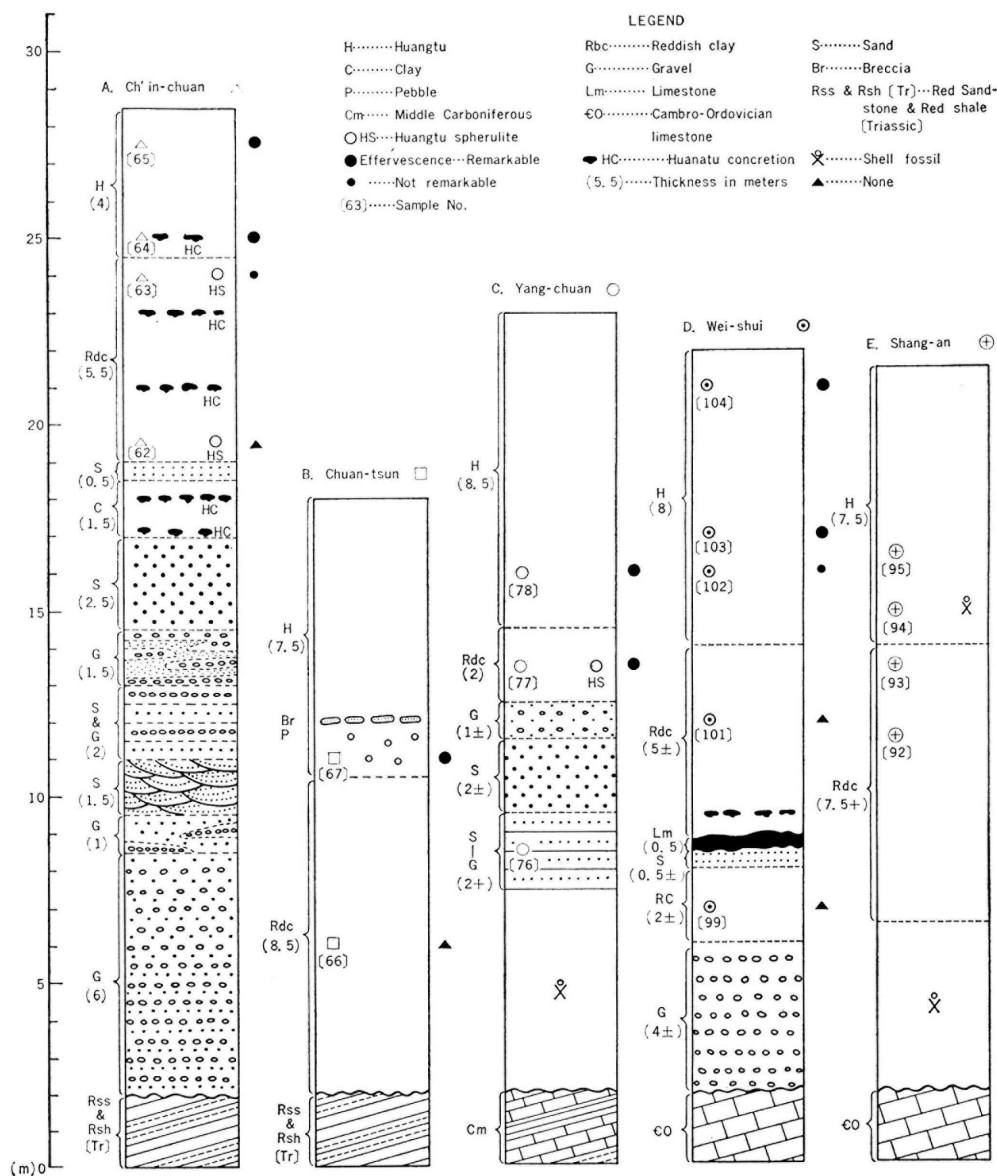 LEGEND
H········Huangtu
C········Clay
P········Pebble
Cm····· Middle Carboniferous
HS····Huangtu spherulite
Effervescence···Remarkable
······Not remarkable
[63]······Sample No.
Rbc·········Reddish clay
G·········Gravel
Lm·········Limestone
ЄO·········Cambro-Ordovician
limestone
HC·········Huanatu concretion
(5.5)······Thickness in meters
S·······Sand
Br·······Breccia
Rss & Rsh [Tr]···Red Sand-
stone & Red shale
[Triassic]
·······Shell fossil
·······None
30
25
20
15
10
5
(m)0
A. Ch'in-chuan
H
(4)
Rdc
(5.5)
S
(0.5)
C
(1.5)
S
(2.5)
G
(1.5)
S
&
G
(2)
S
(1.5)
G
(1)
G
(6)
Rss
&
Rsh
[Tr]
[65]
[64]
HC
[63]
HS
HC
HC
[62]
HS
HC
HC
B. Chuan-tsun
H
(7.5)
Br
P
[67]
Rdc
(8.5)
[66]
Rss
&
Rsh
[Tr]
C. Yang-chuan
H
(8.5)
[78]
Rdc
(2)
[77]
HS
G
(1±)
S
(2±)
S
|
G
(2+)
[76]
Cm
D. Wei-shui
H
(8)
[104]
[103]
[102]
Rdc
(5±)
[101]
Lm
(0.5)
S
(0.5±)
RC
(2±)
[99]
G
(4±)
ЄO
E. Shang-an
H
(7.5)
[95]
[94]
[93]
[92]
Rdc
(7.5+)
ЄO